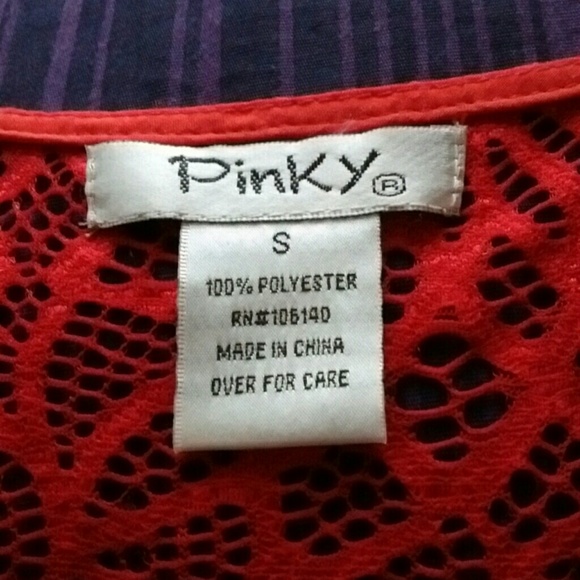 Pinky®
S
100% POLYESTER
RN#106140
MADE IN CHINA
OVER FOR CARE